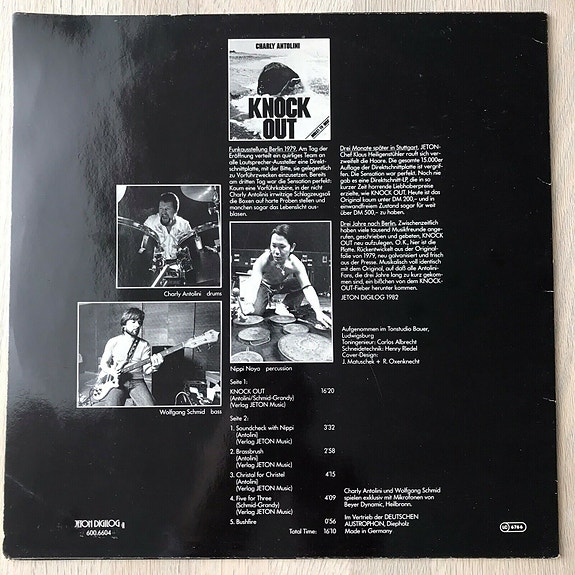 CHARLY ANTOLINI
KNOCK
OUT
Funkausstellung Berlin 1979. Am Tag der
Eröffnung verteilt ein quirliges Team an
alle Lautsprecher-Aussteller eine Direkt-
schnittplatte, mit der Bitte, sie gelegentlich
zu Vorführzwecken einzusetzen. Bereits
am dritten Tag war die Sensation perfekt:
Kaum eine Vorführkabine, in der nicht
Charly Antolinis irrwitzige Schlagzeugsoli
die Boxen auf harte Proben stellen und
manchen sogar das Lebenslicht aus-
blasen.
Drei Monate später in Stuttgart. JETON-
Chef Klaus Heiligenstühler rauft sich ver-
zweifelt die Haare. Die gesamte 15.000er
Auflage der Direktschnittplatte ist vergrif-
fen. Die Sensation war perfekt. Noch nie
gab es eine Direktschnitt-LP, die in so
kurzer Zeit horrende Liebhaberpreise
erzielte, wie KNOCK OUT. Heute ist das
Original kaum unter DM 200,– und in
einwandfreiem Zustand sogar für weit
über DM 500,– zu haben.
Drei Jahre nach Berlin. Zwischenzeitlich
haben viele tausend Musikfreunde ange-
rufen, geschrieben und gebeten, KNOCK
OUT neu aufzulegen. O.K., hier ist die
Platte. Rückentwickelt aus der Original-
folie von 1979, neu galvanisiert und frisch
aus der Presse. Musikalisch voll identisch
mit dem Original, auf daß alle Antolini-
Fans, die drei Jahre lang zu kurz gekom-
men sind, ein bißchen von dem KNOCK-
OUT-Fieber herunter kommen.
JETON DIGILOG 1982
Charly Antolini drums
Nippi Noya percussion
Wolfgang Schmid bass
Aufgenommen im Tonstudio Bauer,
Ludwigsburg
Toningenieur: Carlos Albrecht
Schneidetechnik: Henry Riedel
Cover-Design:
J. Matuschek + R. Oxenknecht
Seite 1:
KNOCK OUT 16'20
(Antolini/Schmid-Grandy)
(Verlag JETON Music)
Seite 2:
1. Soundcheck with Nippi 3'32
(Antolini)
(Verlag JETON Music)
2. Brassbrush 2'58
(Antolini)
(Verlag JETON Music)
3. Christal for Christel 4'15
(Antolini)
(Verlag JETON Music)
4. Five for Three 4'09
(Schmid-Grandy)
(Verlag JETON Music)
5. Bushfire 0'56
Total Time: 16'10
Charly Antolini und Wolfgang Schmid
spielen exklusiv mit Mikrofonen von
Beyer Dynamic, Heilbronn.
Im Vertrieb der DEUTSCHEN
AUSTROPHON, Diepholz
Made in Germany
JETON DIGILOG
600.6604
LC 6766